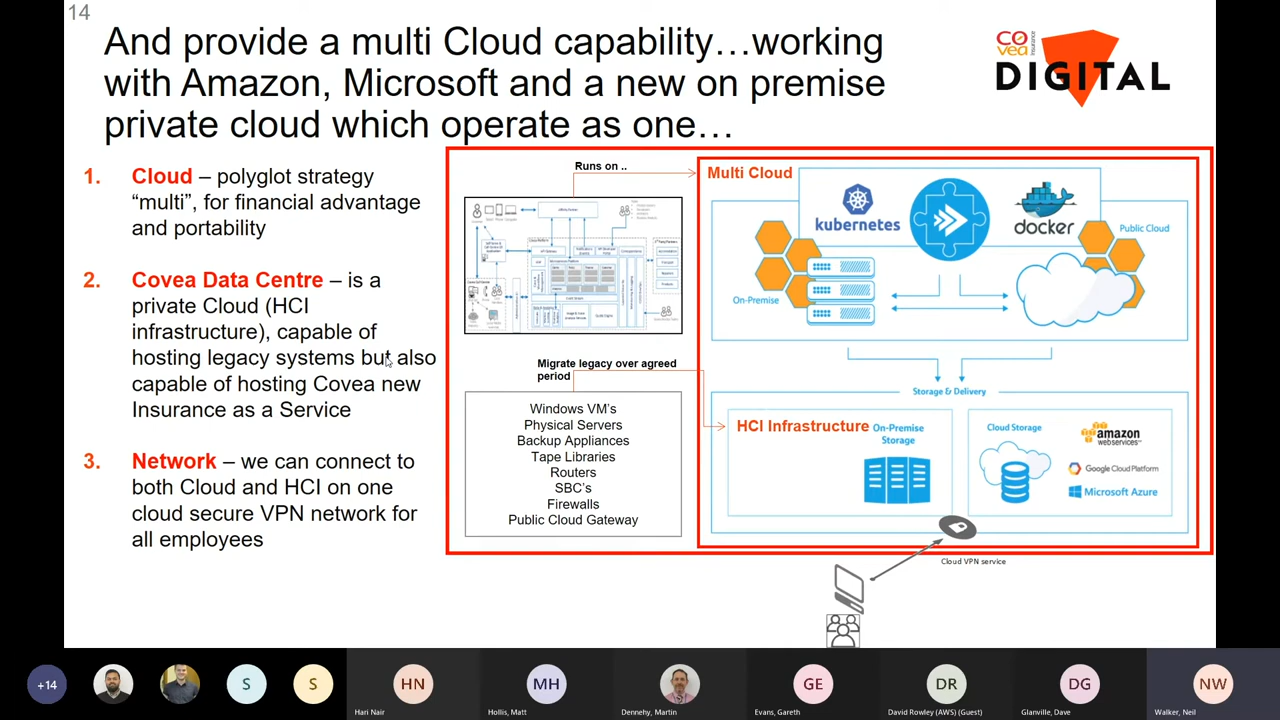 14
And provide a multi Cloud capability…working
with Amazon, Microsoft and a new on premise
private cloud which operate as one…
covea
insurance
DIGITAL
1. Cloud – polyglot strategy
“multi”, for financial advantage
and portability
2. Covea Data Centre – is a
private Cloud (HCI
infrastructure), capable of
hosting legacy systems but also
capable of hosting Covea new
Insurance as a Service
3. Network – we can connect to
both Cloud and HCI on one
cloud secure VPN network for
all employees
Runs on ..
Migrate legacy over agreed
period
Windows VM's
Physical Servers
Backup Appliances
Tape Libraries
Routers
SBC's
Firewalls
Public Cloud Gateway
Multi Cloud
kubernetes
docker
Public Cloud
On-Premise
Storage & Delivery
HCI Infrastructure
On-Premise
Storage
Cloud Storage
amazon
webservices™
Google Cloud Platform
Microsoft Azure
Cloud VPN service
+14
S
S
HN
Hari Nair
MH
Hollis, Matt
Dennehy, Martin
GE
Evans, Gareth
DR
David Rowley (AWS) (Guest)
DG
Glanville, Dave
NW
Walker, Neil